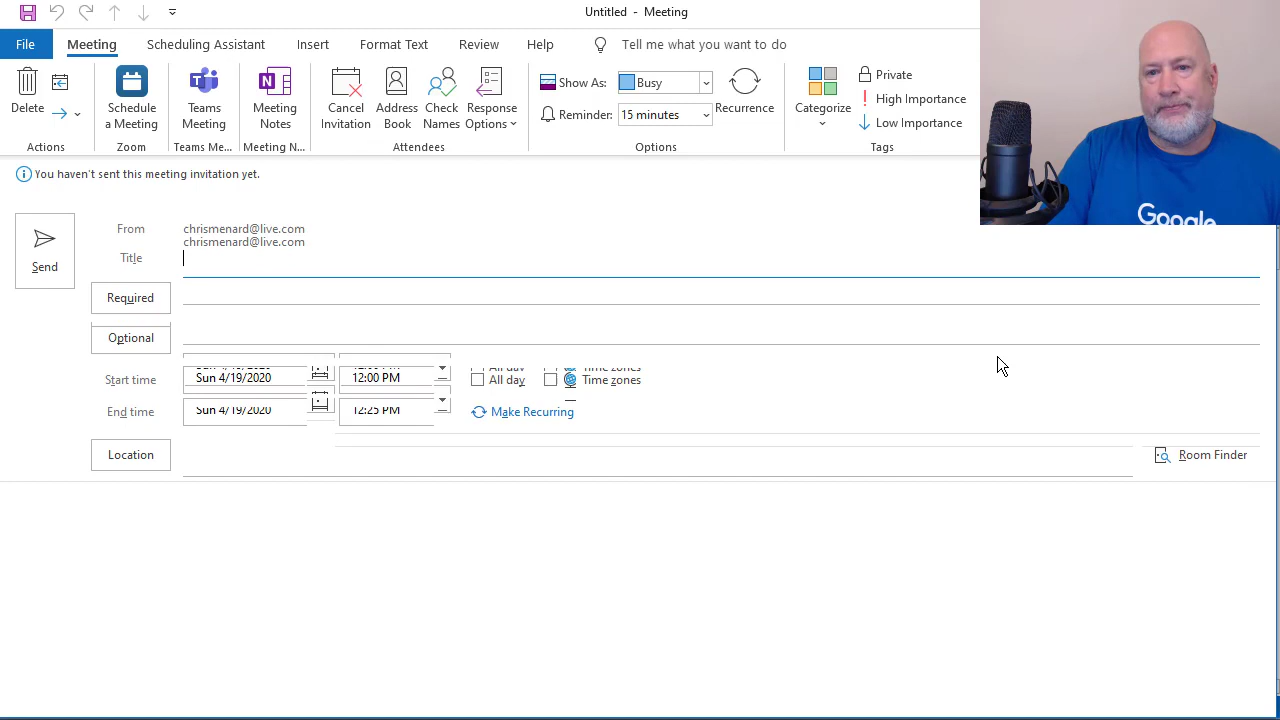 Untitled - Meeting
File Meeting Scheduling Assistant Insert Format Text Review Help Tell me what you want to do
Delete
Actions
Schedule a Meeting
Zoom
Teams Meeting
Teams Me...
Meeting Notes
Meeting N...
Cancel Invitation
Address Book
Check Names
Response Options
Attendees
Show As: Busy
Reminder: 15 minutes
Recurrence
Options
Categorize
Private
High Importance
Low Importance
Tags
You haven't sent this meeting invitation yet.
Send
From chrismenard@live.com
chrismenard@live.com
Title
Required
Optional
Start time Sun 4/19/2020 12:00 PM All day Time zones
End time Sun 4/19/2020 12:25 PM Make Recurring
Location Room Finder
Google